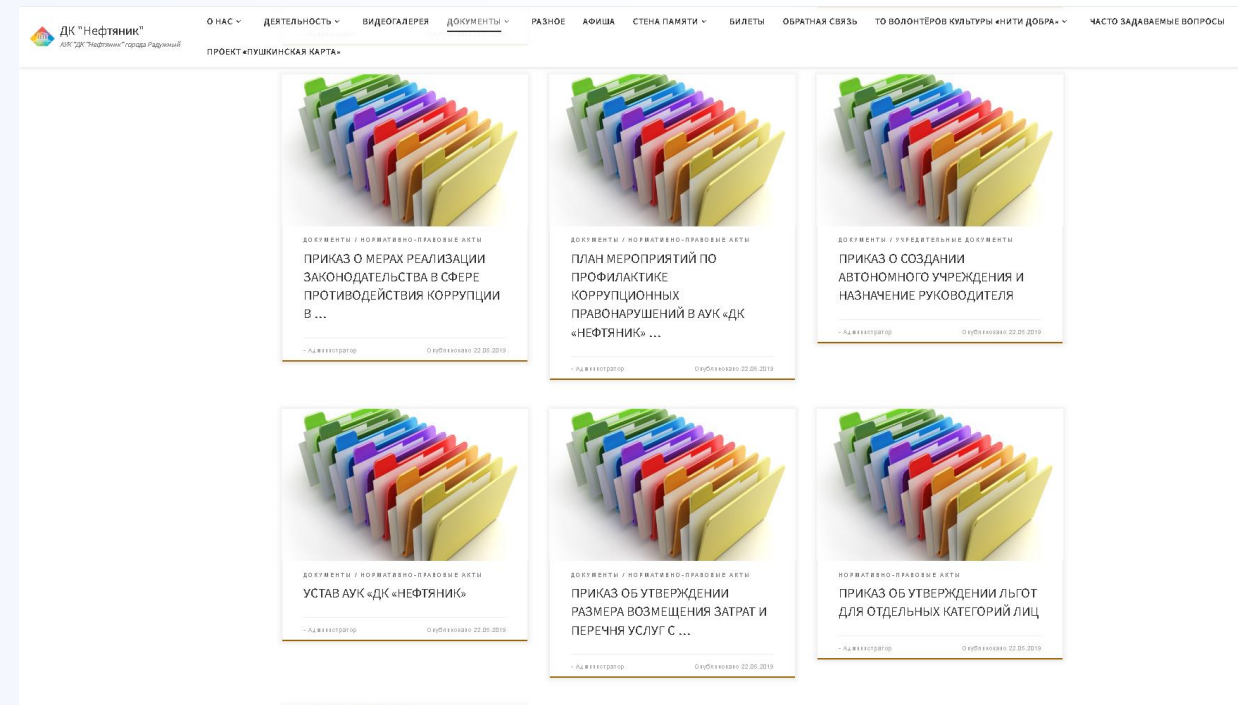 ДК "Нефтяник"
АУК "ДК "Нефтяник" города Радужный
О НАС
ДЕЯТЕЛЬНОСТЬ
ВИДЕОГАЛЕРЕЯ
ДОКУМЕНТЫ
РАЗНОЕ
АФИША
СТЕНА ПАМЯТИ
БИЛЕТЫ
ОБРАТНАЯ СВЯЗЬ
ТО ВОЛОНТЁРОВ КУЛЬТУРЫ «НИТИ ДОБРА»
ЧАСТО ЗАДАВАЕМЫЕ ВОПРОСЫ
ПРОЕКТ «ПУШКИНСКАЯ КАРТА»
ДОКУМЕНТЫ / НОРМАТИВНО-ПРАВОВЫЕ АКТЫ
ПРИКАЗ О МЕРАХ РЕАЛИЗАЦИИ
ЗАКОНОДАТЕЛЬСТВА В СФЕРЕ
ПРОТИВОДЕЙСТВИЯ КОРРУПЦИИ
В ...
- Администратор
Опубликовано 22.05.2019
ДОКУМЕНТЫ / НОРМАТИВНО-ПРАВОВЫЕ АКТЫ
ПЛАН МЕРОПРИЯТИЙ ПО
ПРОФИЛАКТИКЕ
КОРРУПЦИОННЫХ
ПРАВОНАРУШЕНИЙ В АУК «ДК
«НЕФТЯНИК» ...
- Администратор
Опубликовано 22.05.2019
ДОКУМЕНТЫ / УЧРЕДИТЕЛЬНЫЕ ДОКУМЕНТЫ
ПРИКАЗ О СОЗДАНИИ
АВТОНОМНОГО УЧРЕЖДЕНИЯ И
НАЗНАЧЕНИЕ РУКОВОДИТЕЛЯ
- Администратор
Опубликовано 22.05.2019
ДОКУМЕНТЫ / НОРМАТИВНО-ПРАВОВЫЕ АКТЫ
УСТАВ АУК «ДК «НЕФТЯНИК»
- Администратор
Опубликовано 22.05.2019
ДОКУМЕНТЫ / НОРМАТИВНО-ПРАВОВЫЕ АКТЫ
ПРИКАЗ ОБ УТВЕРЖДЕНИИ
РАЗМЕРА ВОЗМЕЩЕНИЯ ЗАТРАТ И
ПЕРЕЧНЯ УСЛУГ С ...
- Администратор
Опубликовано 22.05.2019
НОРМАТИВНО-ПРАВОВЫЕ АКТЫ
ПРИКАЗ ОБ УТВЕРЖДЕНИИ ЛЬГОТ
ДЛЯ ОТДЕЛЬНЫХ КАТЕГОРИЙ ЛИЦ
- Администратор
Опубликовано 22.05.2019